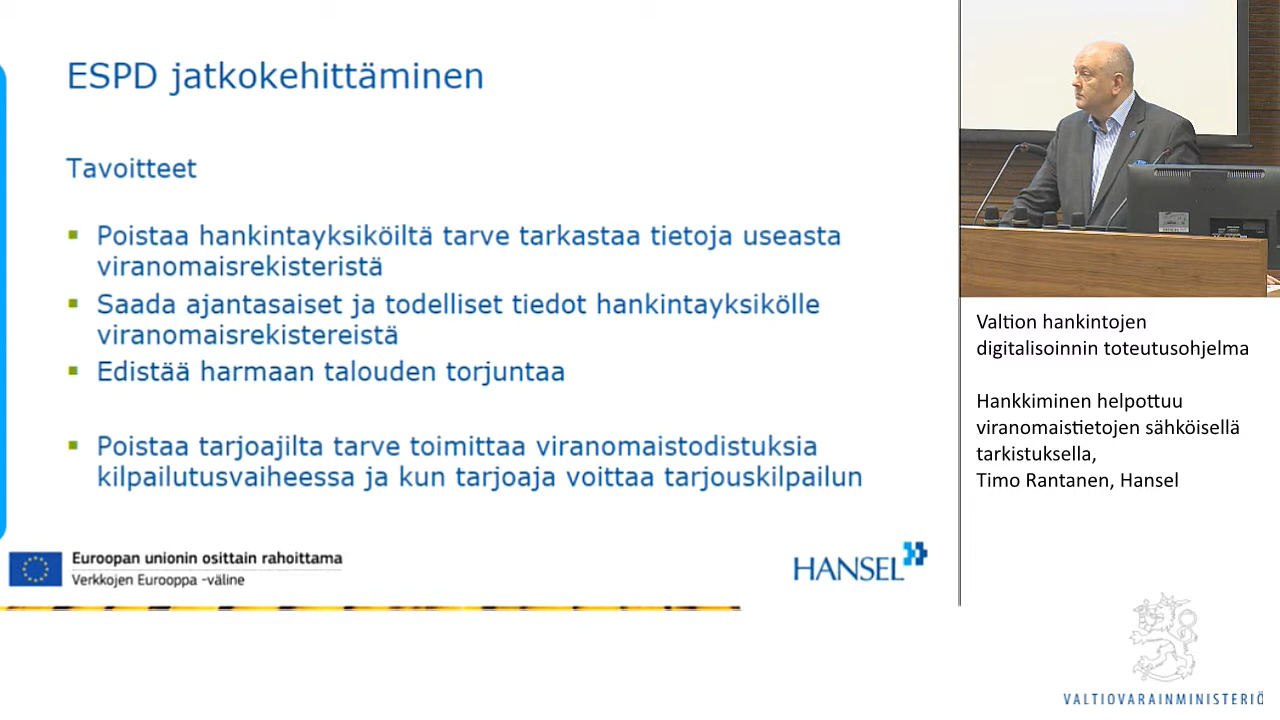 ESPD jatkokehittäminen
Tavoitteet
Poistaa hankintayksiköiltä tarve tarkastaa tietoja useasta
viranomaisrekisteristä
Saada ajantasaiset ja todelliset tiedot hankintayksikölle
viranomaisrekistereistä
Edistää harmaan talouden torjuntaa
Poistaa tarjoajilta tarve toimittaa viranomaistodistuksia
kilpailutusvaiheessa ja kun tarjoaja voittaa tarjouskilpailun
Euroopan unionin osittain rahoittama
Verkkojen Eurooppa -väline
HANSEL
Valtion hankintojen
digitalisoinnin toteutusohjelma
Hankkiminen helpottuu
viranomaistietojen sähköisellä
tarkistuksella,
Timo Rantanen, Hansel
VALTIOVARAINMINISTERIÖ